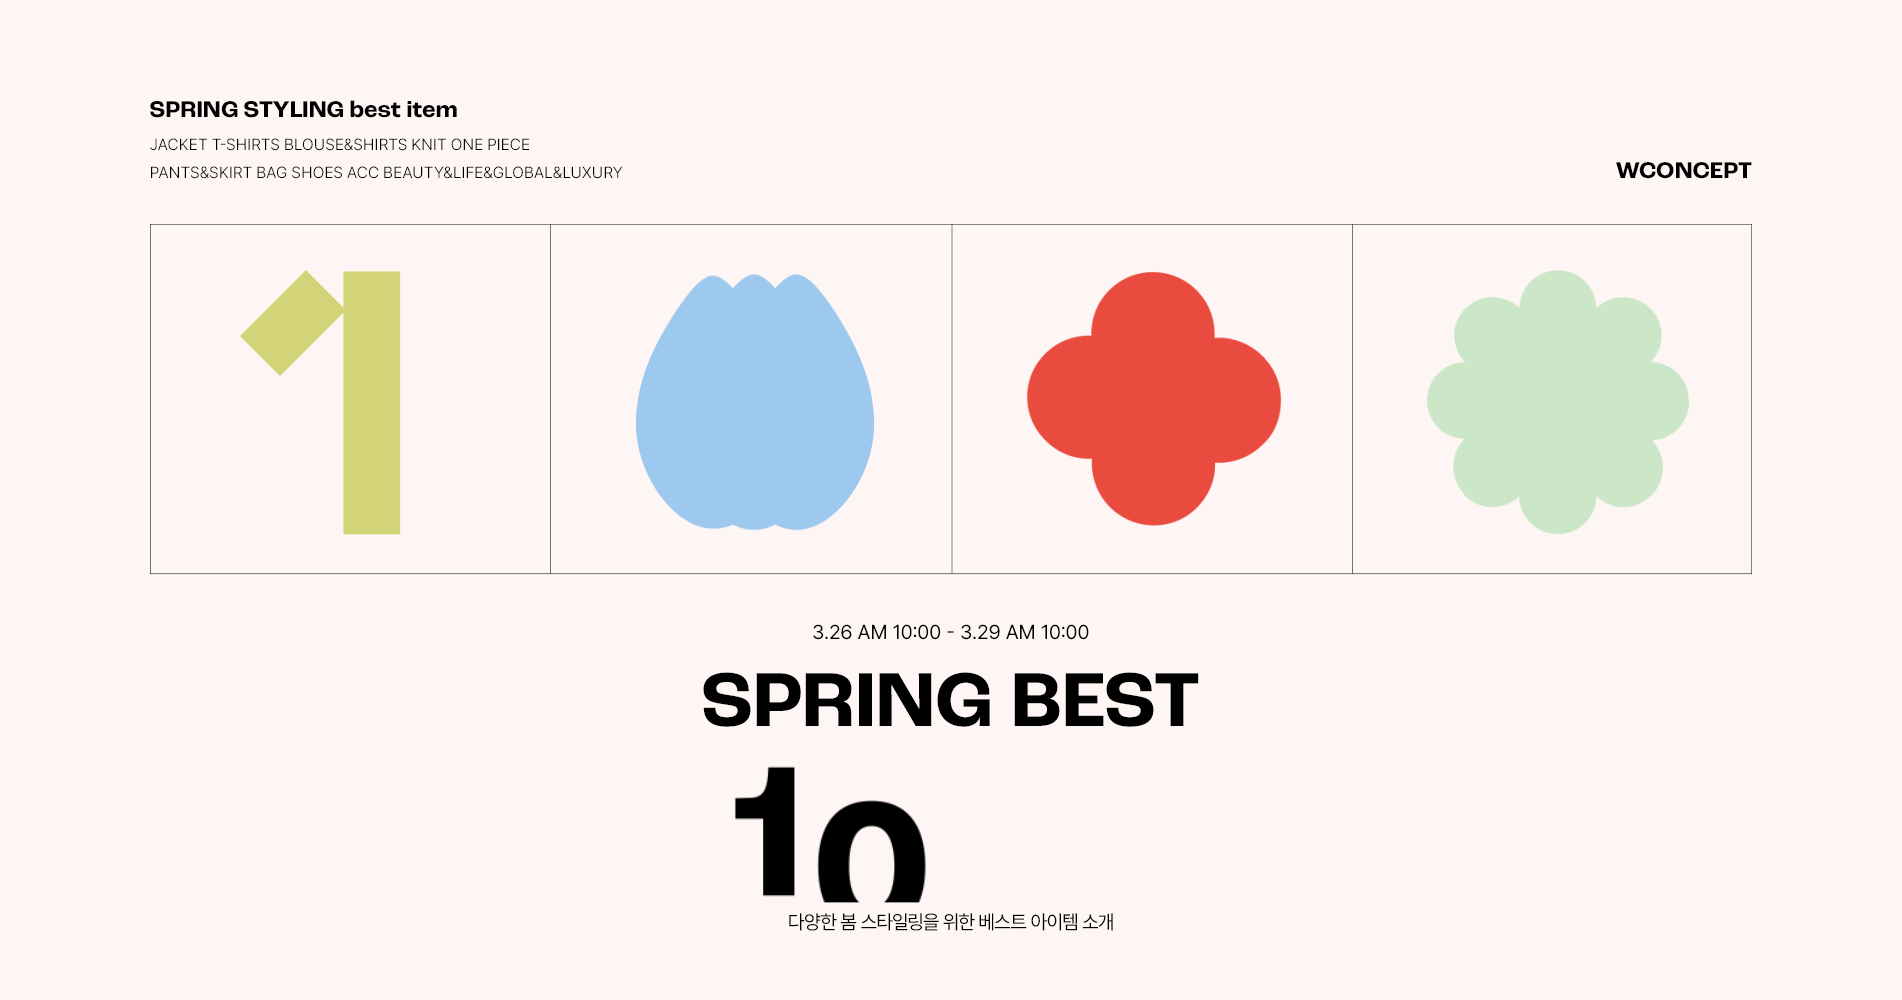 SPRING STYLING best item
JACKET T-SHIRTS BLOUSE&SHIRTS KNIT ONE PIECE
PANTS&SKIRT BAG SHOES ACC BEAUTY&LIFE&GLOBAL&LUXURY
WCONCEPT
1
3.26 AM 10:00 - 3.29 AM 10:00
SPRING BEST
10
다양한 봄 스타일링을 위한 베스트 아이템 소개